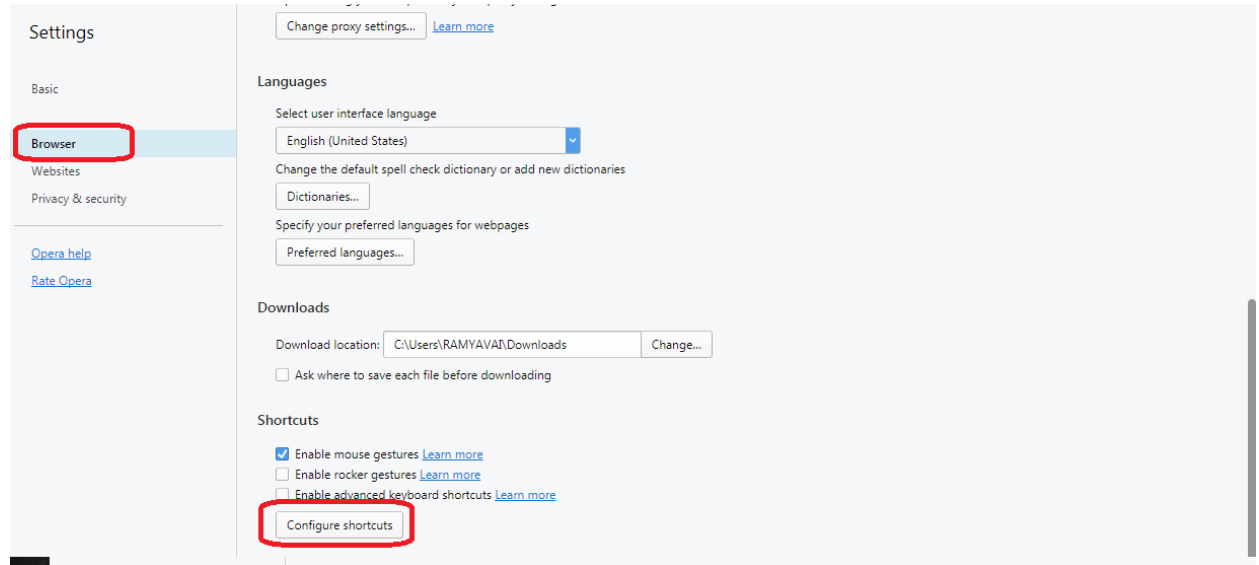 Settings
Basic
Browser
Websites
Privacy & security
Opera help
Rate Opera
Change proxy settings... Learn more
Languages
Select user interface language
English (United States)
Change the default spell check dictionary or add new dictionaries
Dictionaries...
Specify your preferred languages for webpages
Preferred languages...
Downloads
Download location: C:\Users\RAMYAVAI\Downloads Change...
Ask where to save each file before downloading
Shortcuts
Enable mouse gestures Learn more
Enable rocker gestures Learn more
Enable advanced keyboard shortcuts Learn more
Configure shortcuts